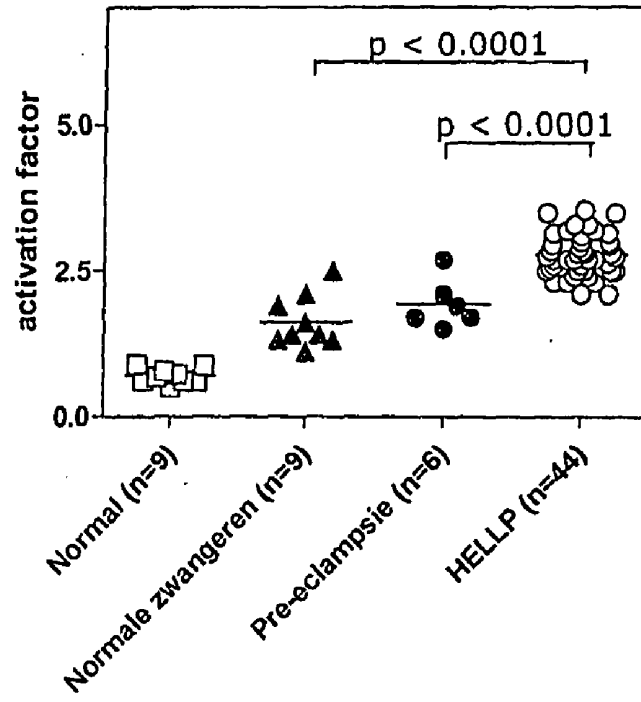 p < 0.0001
p < 0.0001
activation factor
5.0
2.5
0.0
Normal (n=9)
Normale zwangeren (n=9)
Pre-eclampsie (n=6)
HELLP (n=44)